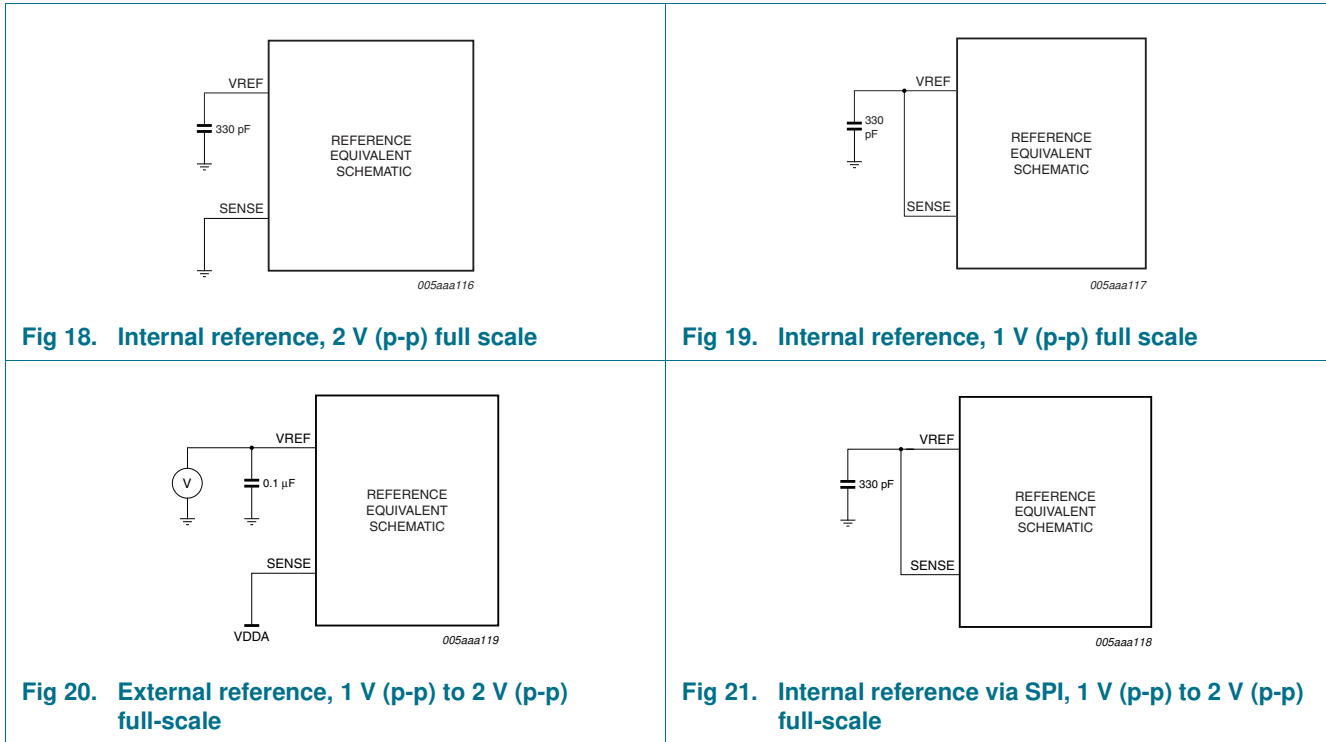 VREF
330 pF
REFERENCE
EQUIVALENT
SCHEMATIC
SENSE
005aaa116
Fig 18. Internal reference, 2 V (p-p) full scale
VREF
330
pF
REFERENCE
EQUIVALENT
SCHEMATIC
SENSE
005aaa117
Fig 19. Internal reference, 1 V (p-p) full scale
VREF
V
0.1 μF
REFERENCE
EQUIVALENT
SCHEMATIC
SENSE
VDDA
005aaa119
Fig 20. External reference, 1 V (p-p) to 2 V (p-p)
full-scale
VREF
330 pF
REFERENCE
EQUIVALENT
SCHEMATIC
SENSE
005aaa118
Fig 21. Internal reference via SPI, 1 V (p-p) to 2 V (p-p)
full-scale